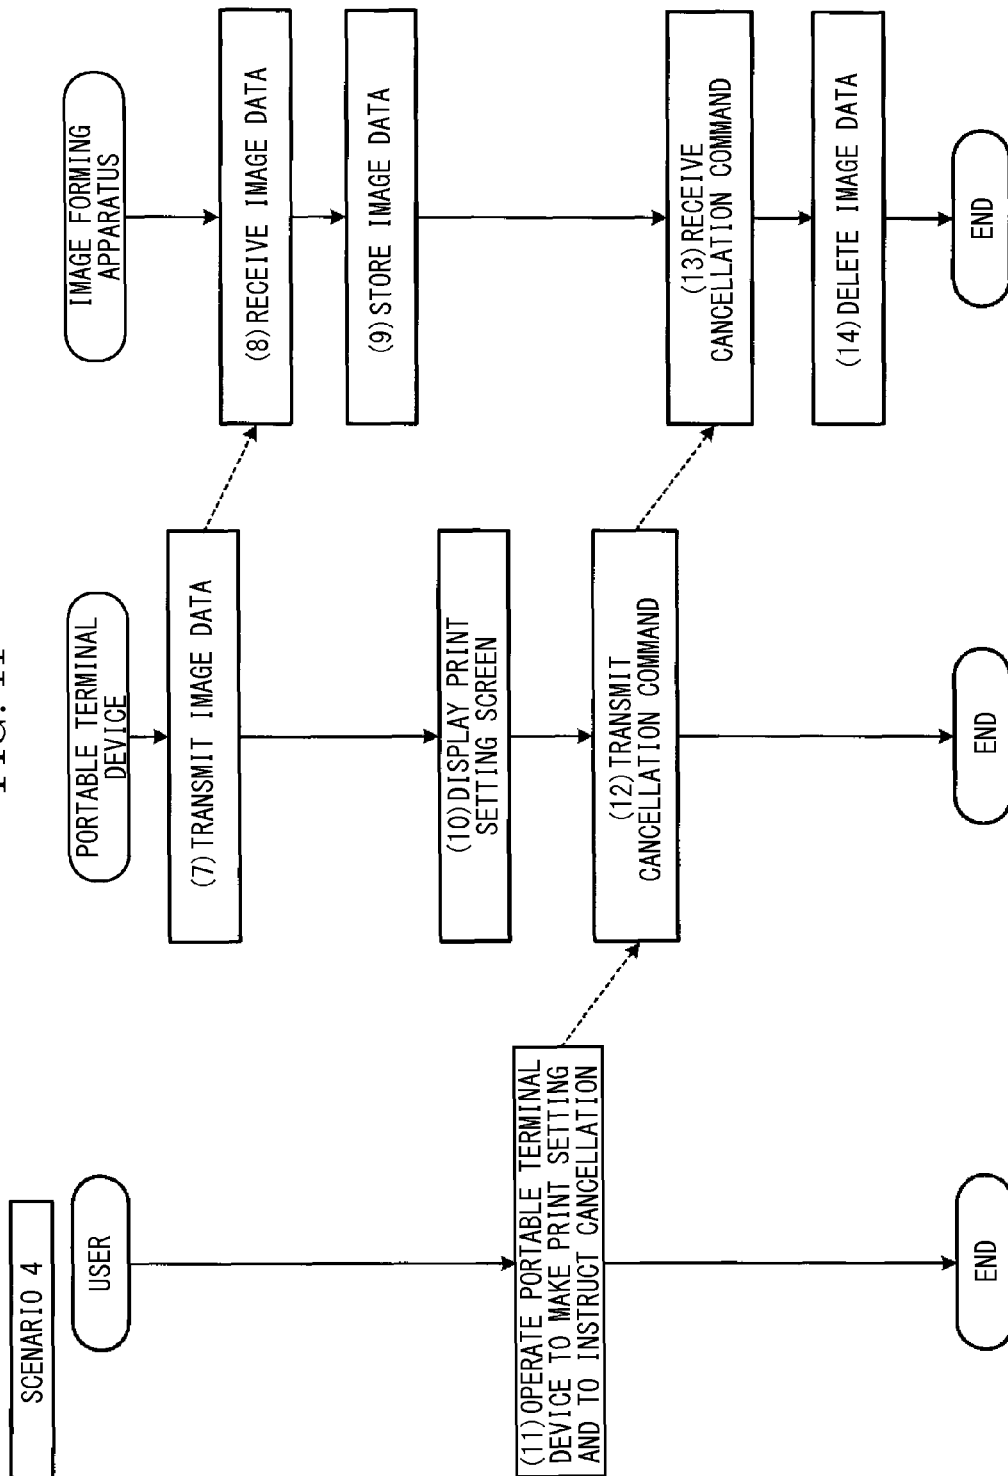 SCENARIO 4
USER
(11)OPERATE PORTABLE TERMINAL
DEVICE TO MAKE PRINT SETTING
AND TO INSTRUCT CANCELLATION
END
PORTABLE TERMINAL
DEVICE
(7)TRANSMIT IMAGE DATA
(10)DISPLAY PRINT
SETTING SCREEN
(12)TRANSMIT
CANCELLATION COMMAND
END
IMAGE FORMING
APPARATUS
(8)RECEIVE IMAGE DATA
(9)STORE IMAGE DATA
(13)RECEIVE
CANCELLATION COMMAND
(14)DELETE IMAGE DATA
END